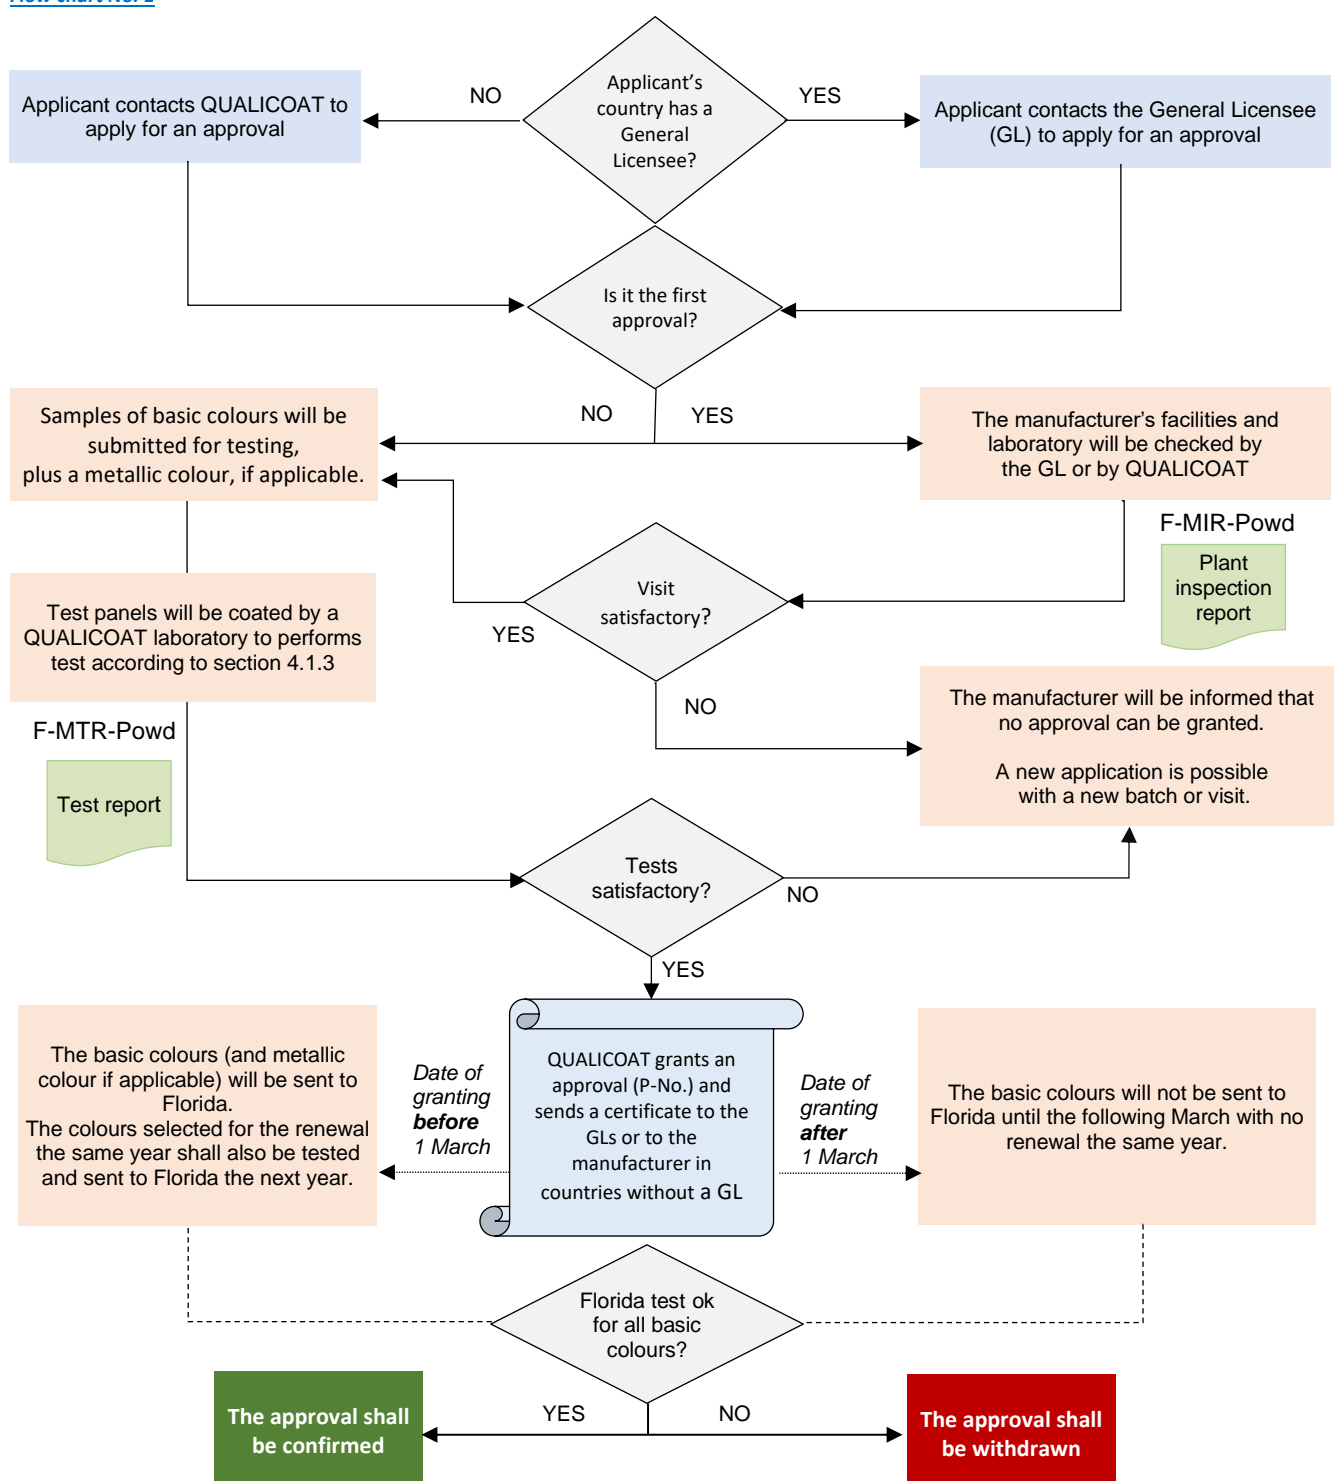 Flow chart No. 1
Applicant's
country has a
General
Licensee?
NO
YES
Applicant contacts QUALICOAT to
apply for an approval
Applicant contacts the General Licensee
(GL) to apply for an approval
Is it the first
approval?
NO
YES
Samples of basic colours will be
submitted for testing,
plus a metallic colour, if applicable.
The manufacturer's facilities and
laboratory will be checked by
the GL or by QUALICOAT
F-MIR-Powd
Plant
inspection
report
Visit
satisfactory?
YES
NO
Test panels will be coated by a
QUALICOAT laboratory to performs
test according to section 4.1.3
F-MTR-Powd
Test report
The manufacturer will be informed that
no approval can be granted.
A new application is possible
with a new batch or visit.
Tests
satisfactory?
NO
YES
QUALICOAT grants an
approval (P-No.) and
sends a certificate to the
GLs or to the
manufacturer in
countries without a GL
Date of
granting
before
1 March
Date of
granting
after
1 March
The basic colours (and metallic
colour if applicable) will be sent to
Florida.
The colours selected for the renewal
the same year shall also be tested
and sent to Florida the next year.
The basic colours will not be sent to
Florida until the following March with no
renewal the same year.
Florida test ok
for all basic
colours?
YES
NO
The approval shall
be confirmed
The approval shall
be withdrawn